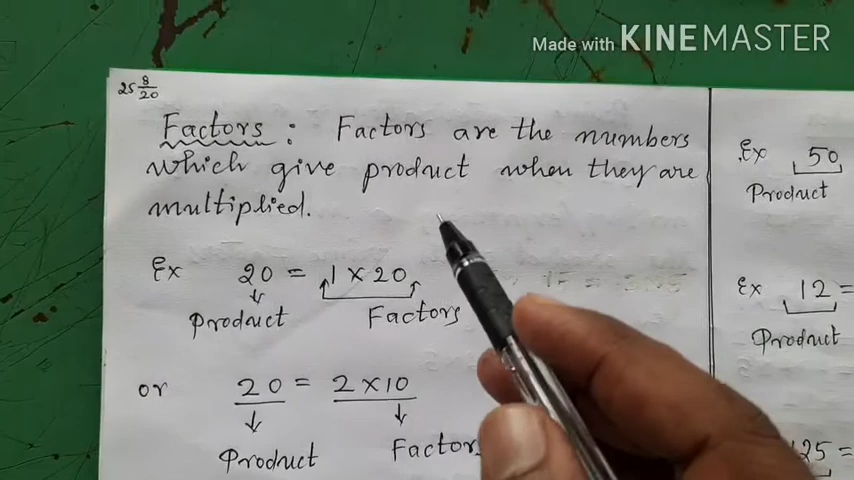 Made with KINEMASTER
25 8/20
Factors : Factors are the numbers
which give product when they are
multiplied.
Ex 20 = 1 × 20
Product Factors
or 20 = 2 × 10
Product Factors
Ex 50
Product
Ex 12 =
Product
125 =